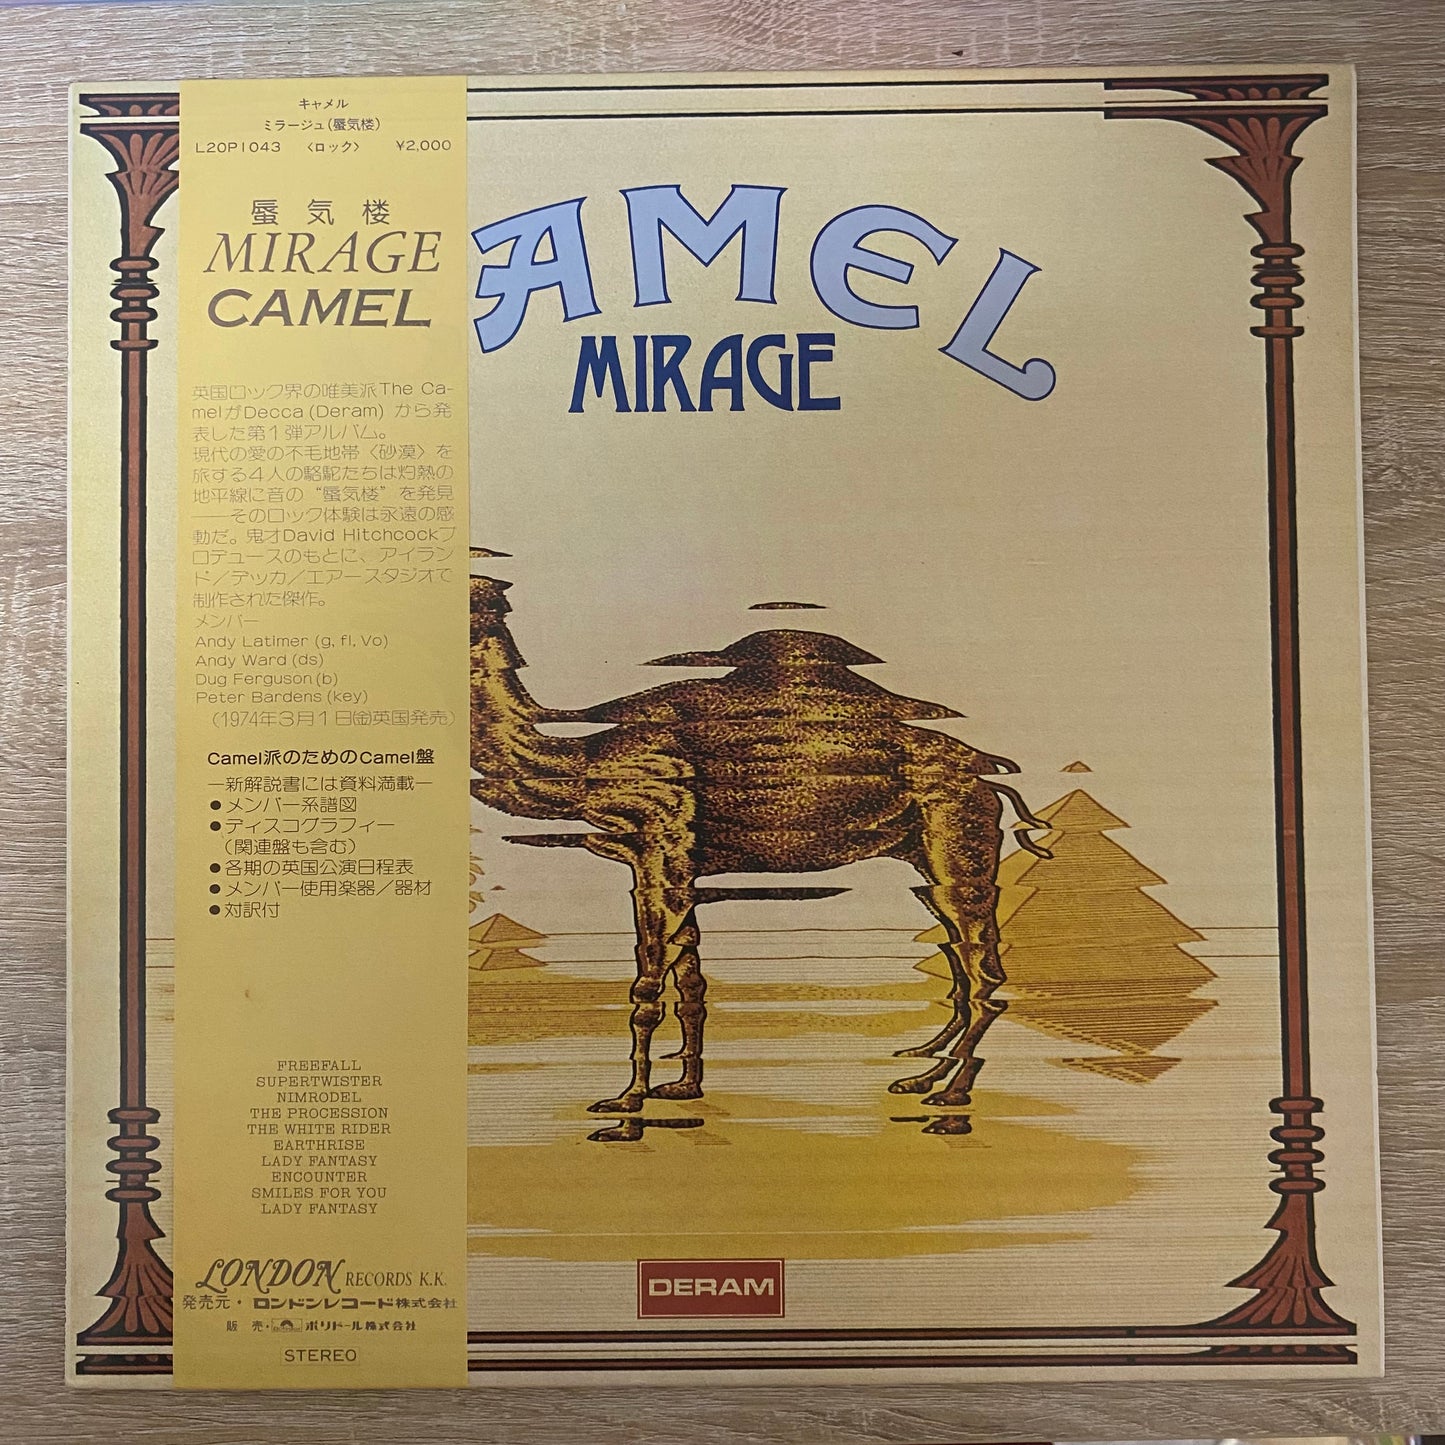 キャメル
ミラージュ(蜃気楼)
L20P1043 〈ロック〉 ¥2,000
蜃気楼
MIRAGE
CAMEL
英国ロック界の唯美派The Ca-
melがDecca(Deram) から発
表した第1弾アルバム。
現代の愛の不毛地帯〈砂漠〉を
旅する4人の駱駝たちは灼熱の
地平線に音の“蜃気楼”を発見
——そのロック体験は永遠の感
動だ。鬼才David Hitchcockプ
ロデュースのもとに、アイラン
ド/デッカ/エアースタジオで
制作された傑作。
メンバー
Andy Latimer (g, fl, Vo)
Andy Ward (ds)
Dug Ferguson (b)
Peter Bardens (key)
(1974年3月1日㈮英国発売)
Camel派のためのCamel盤
—新解説書には資料満載—
●メンバー系譜図
●ディスコグラフィー
(関連盤も含む)
●各期の英国公演日程表
●メンバー使用楽器/器材
●対訳付
FREEFALL
SUPERTWISTER
NIMRODEL
THE PROCESSION
THE WHITE RIDER
EARTHRISE
LADY FANTASY
ENCOUNTER
SMILES FOR YOU
LADY FANTASY
LONDON RECORDS K.K.
発売元・ロンドンレコード株式会社
販売・ポリドール株式会社
STEREO
AMEL
MIRAGE
DERAM